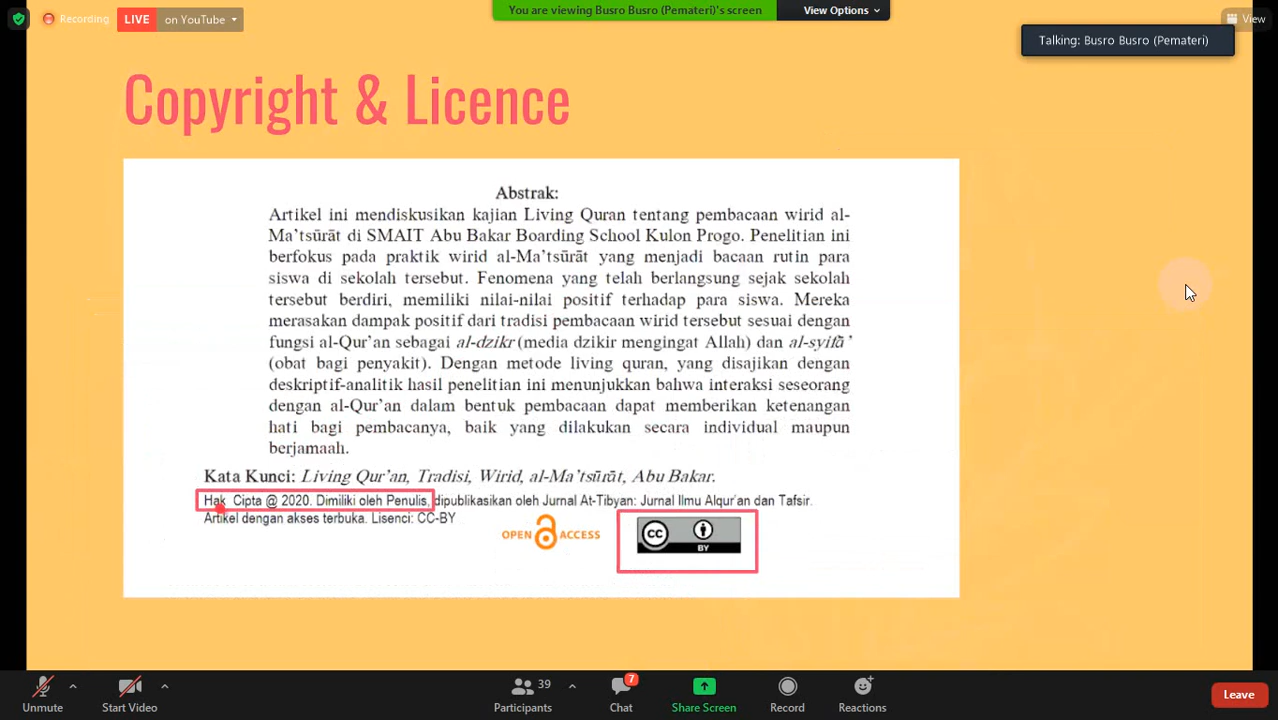 Recording
LIVE on YouTube
You are viewing Busro Busro (Pemateri)'s screen
View Options
View
Talking: Busro Busro (Pemateri)
Copyright & Licence
Abstrak:
Artikel ini mendiskusikan kajian Living Quran tentang pembacaan wirid al-
Ma'tsūrāt di SMAIT Abu Bakar Boarding School Kulon Progo. Penelitian ini
berfokus pada praktik wirid al-Ma'tsūrāt yang menjadi bacaan rutin para
siswa di sekolah tersebut. Fenomena yang telah berlangsung sejak sekolah
tersebut berdiri, memiliki nilai-nilai positif terhadap para siswa. Mereka
merasakan dampak positif dari tradisi pembacaan wirid tersebut sesuai dengan
fungsi al-Qur'an sebagai al-dzikr (media dzikir mengingat Allah) dan al-syifā'
(obat bagi penyakit). Dengan metode living quran, yang disajikan dengan
deskriptif-analitik hasil penelitian ini menunjukkan bahwa interaksi seseorang
dengan al-Qur'an dalam bentuk pembacaan dapat memberikan ketenangan
hati bagi pembacanya, baik yang dilakukan secara individual maupun
berjamaah.
Kata Kunci: Living Qur'an, Tradisi, Wirid, al-Ma'tsūrāt, Abu Bakar.
Hak Cipta @ 2020. Dimiliki oleh Penulis, dipublikasikan oleh Jurnal At-Tibyan: Jurnal Ilmu Alqur'an dan Tafsir.
Artikel dengan akses terbuka. Lisenci: CC-BY
OPEN ACCESS
CC BY
Unmute
Start Video
39
Participants
7
Chat
Share Screen
Record
Reactions
Leave